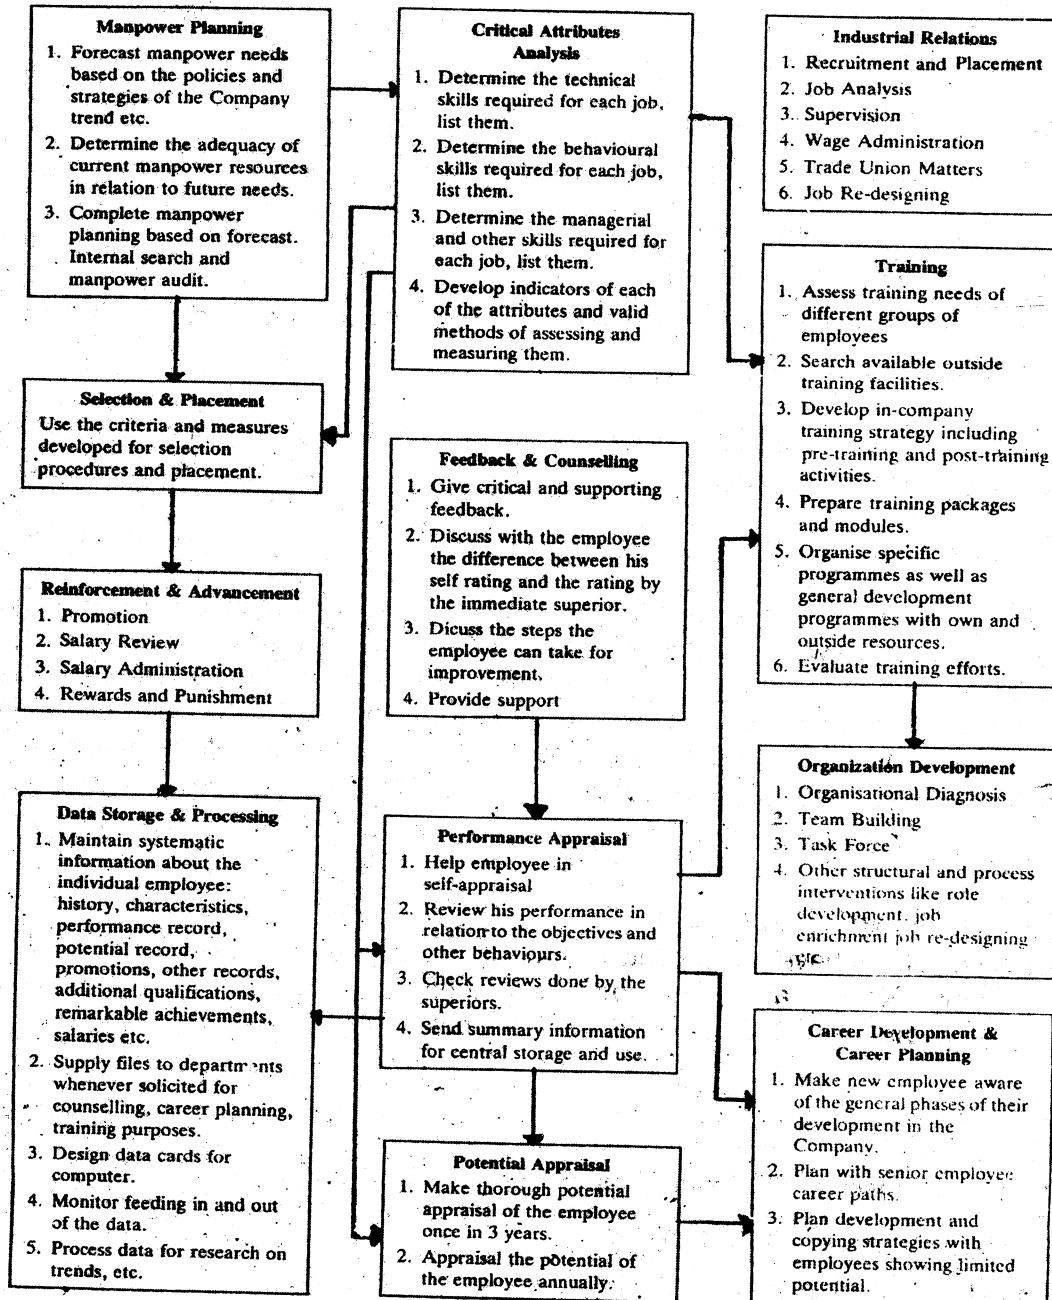 Manpower Planning
1. Forecast manpower needs
based on the policies and
strategies of the Company
trend etc.
2. Determine the adequacy of
current manpower resources
in relation to future needs.
3. Complete manpower
planning based on forecast.
Internal search and
manpower audit.
Selection & Placement
Use the criteria and measures
developed for selection
procedures and placement.
Reinforcement & Advancement
1. Promotion
2. Salary Review
3. Salary Administration
4. Rewards and Punishment
Data Storage & Processing
1. Maintain systematic
information about the
individual employee:
history, characteristics,
performance record,
potential record,
promotions, other records,
additional qualifications,
remarkable achievements,
salaries etc.
2. Supply files to departments
whenever solicited for
counselling, career planning,
training purposes.
3. Design data cards for
computer.
4. Monitor feeding in and out
of the data.
5. Process data for research on
trends, etc.
Critical Attributes
Analysis
1. Determine the technical
skills required for each job,
list them.
2. Determine the behavioural
skills required for each job,
list them.
3. Determine the managerial
and other skills required for
each job, list them.
4. Develop indicators of each
of the attributes and valid
methods of assessing and
measuring them.
Feedback & Counselling
1. Give critical and supporting
feedback.
2. Discuss with the employee
the difference between his
self rating and the rating by
the immediate superior.
3. Dicuss the steps the
employee can take for
improvement.
4. Provide support
Performance Appraisal
1. Help employee in
self-appraisal
2. Review his performance in
relation to the objectives and
other behaviours.
3. Check reviews done by the
superiors.
4. Send summary information
for central storage and use.
Potential Appraisal
1. Make thorough potential
appraisal of the employee
once in 3 years.
2. Appraisal the potential of
the employee annually.
Industrial Relations
1. Recruitment and Placement
2. Job Analysis
3. Supervision
4. Wage Administration
5. Trade Union Matters
6. Job Re-designing
Training
1. Assess training needs of
different groups of
employees
2. Search available outside
training facilities.
3. Develop in-company
training strategy including
pre-training and post-training
activities.
4. Prepare training packages
and modules.
5. Organise specific
programmes as well as
general development
programmes with own and
outside resources.
6. Evaluate training efforts.
Organization Development
1. Organisational Diagnosis
2. Team Building
3. Task Force
4. Other structural and process
interventions like role
development, job
enrichment job re-designing
Career Development &
Career Planning
1. Make new employee aware
of the general phases of their
development in the
Company.
2. Plan with senior employee
career paths.
3. Plan development and
copying strategies with
employees showing limited
potential.